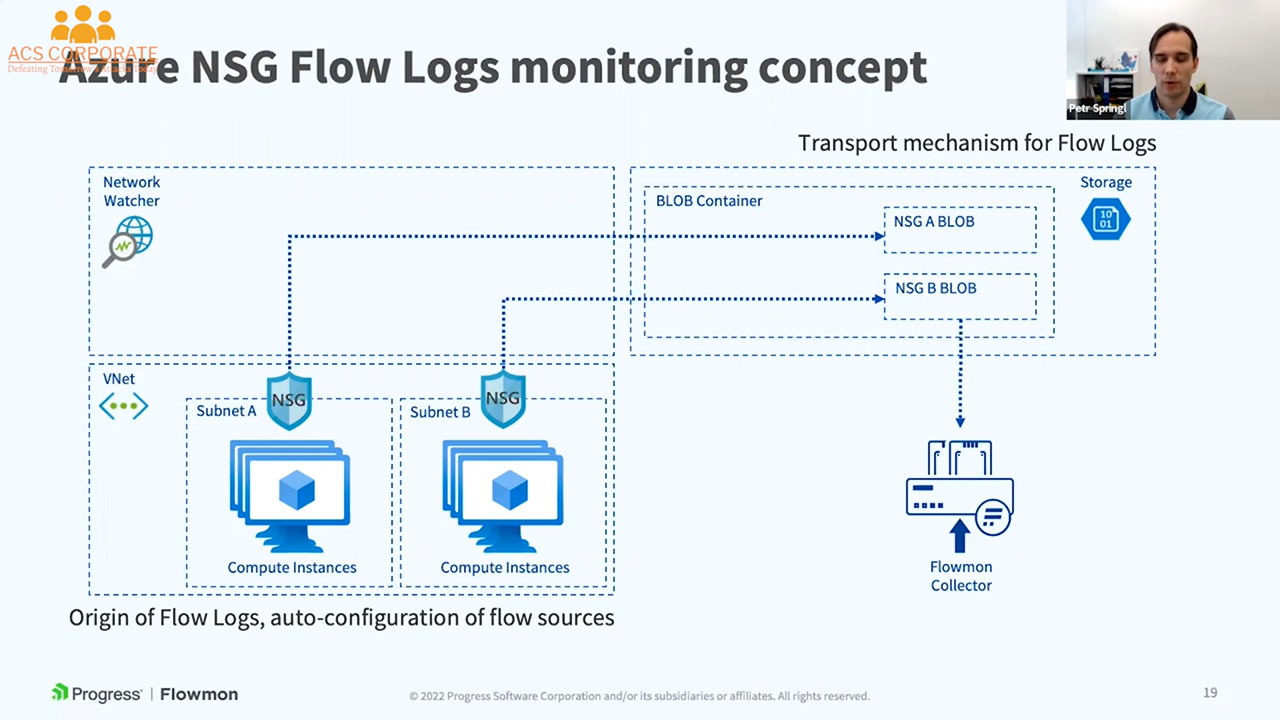 ACS CORPORATE
Azure NSG Flow Logs monitoring concept
Petr Springl
Transport mechanism for Flow Logs
Network
Watcher
BLOB Container
NSG A BLOB
NSG B BLOB
Storage
10
01
VNet
Subnet A
NSG
Subnet B
NSG
Compute Instances
Compute Instances
Flowmon
Collector
Origin of Flow Logs, auto-configuration of flow sources
Progress | Flowmon
© 2022 Progress Software Corporation and/or its subsidiaries or affiliates. All rights reserved.
19